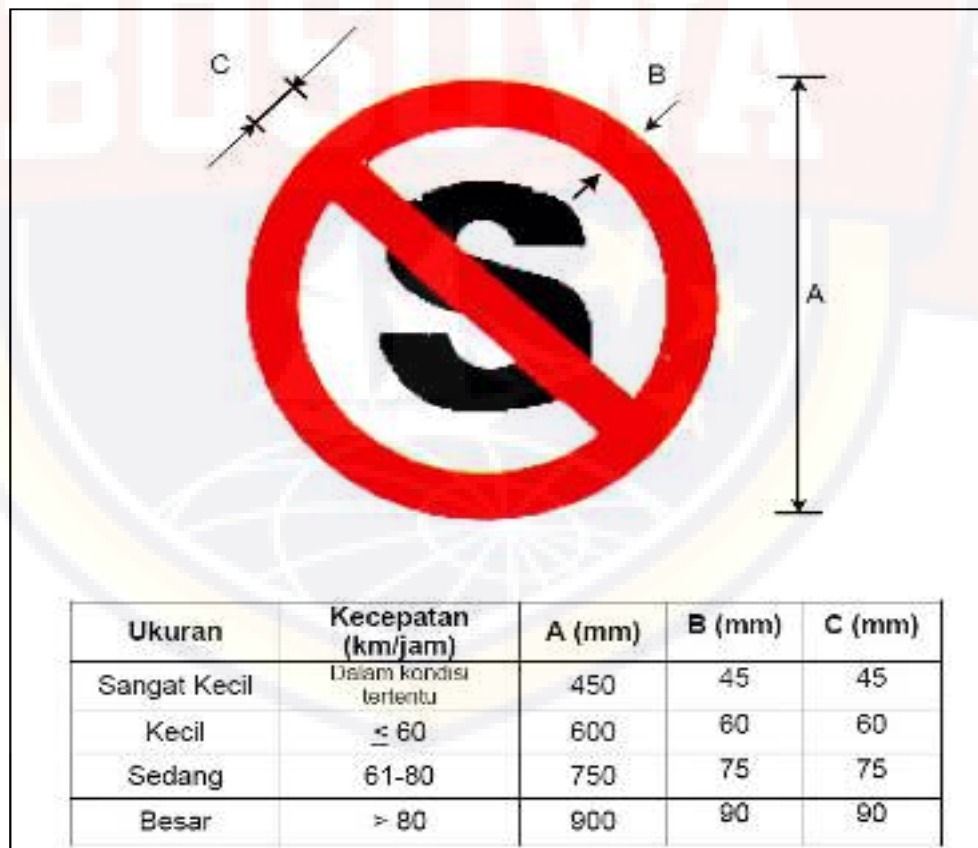 BOSOWA
C
B
S
A
Ukuran Kecepatan (km/jam) A (mm) B (mm) C (mm)
Sangat Kecil Dalam kondisi tertentu 450 45 45
Kecil ≤ 60 600 60 60
Sedang 61-80 750 75 75
Besar > 80 900 90 90